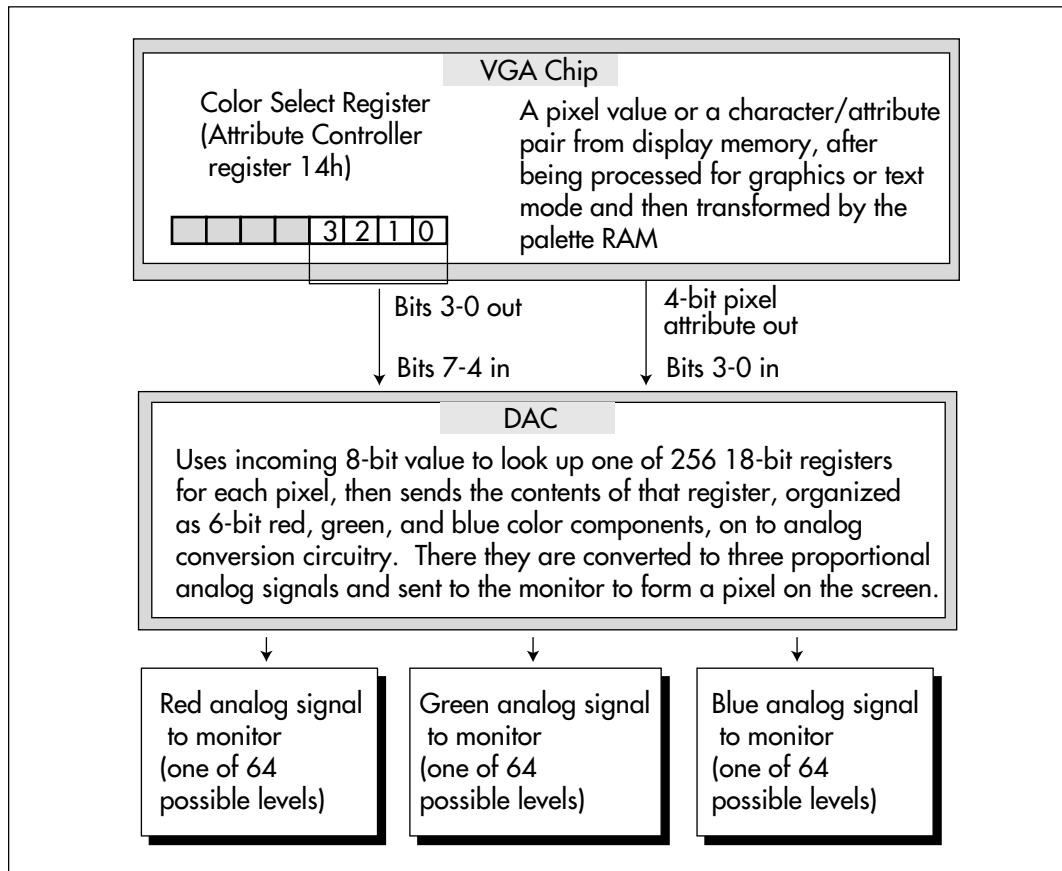 VGA Chip
Color Select Register
(Attribute Controller
register 14h)
3 2 1 0
A pixel value or a character/attribute
pair from display memory, after
being processed for graphics or text
mode and then transformed by the
palette RAM
Bits 3-0 out
4-bit pixel
attribute out
Bits 7-4 in
Bits 3-0 in
DAC
Uses incoming 8-bit value to look up one of 256 18-bit registers
for each pixel, then sends the contents of that register, organized
as 6-bit red, green, and blue color components, on to analog
conversion circuitry. There they are converted to three proportional
analog signals and sent to the monitor to form a pixel on the screen.
Red analog signal
to monitor
(one of 64
possible levels)
Green analog signal
to monitor
(one of 64
possible levels)
Blue analog signal
to monitor
(one of 64
possible levels)